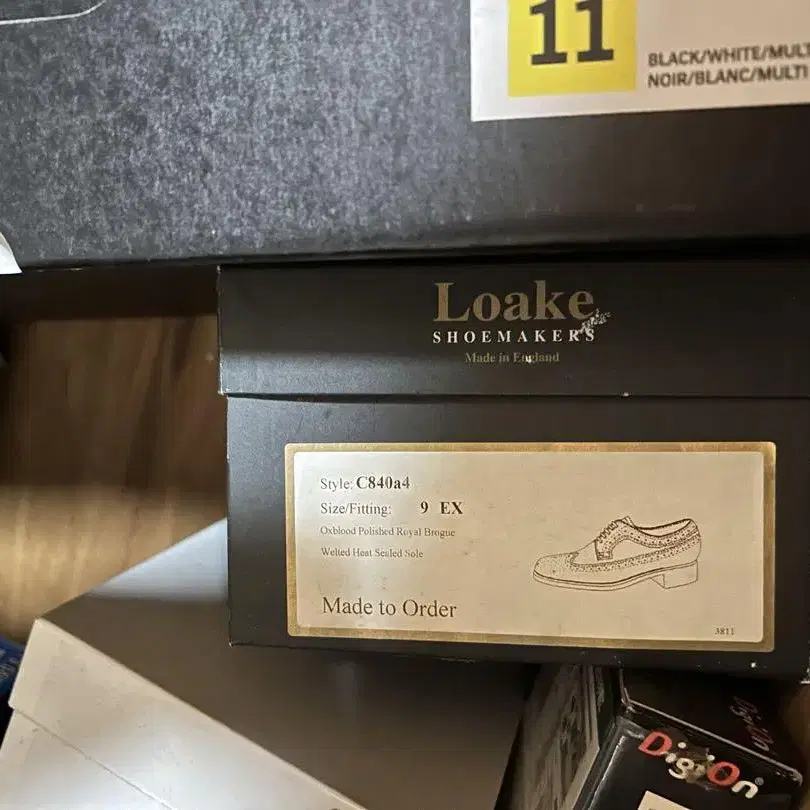 11
BLACK/WHITE/MULT
NOIR/BLANC/MULTI
Loake
SHOEMAKERS
Made in England
Style: C840a4
Size/Fitting: 9 EX
Oxblood Polished Royal Brogue
Welted Heat Sealed Sole
Made to Order
3811
DigiOn